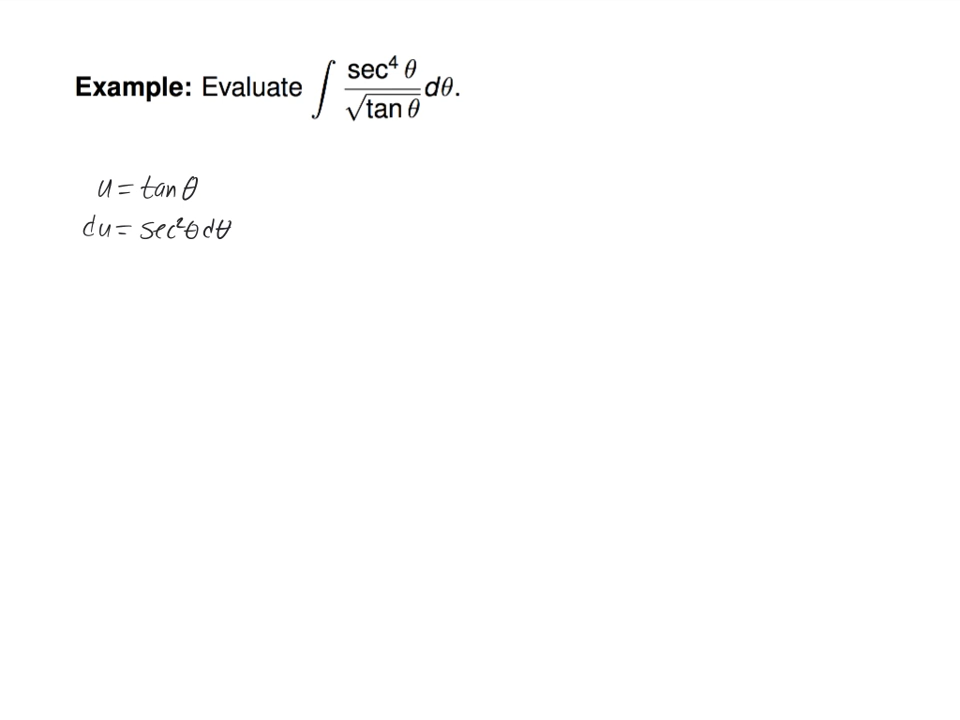 Example: Evaluate ∫ sec⁴ θ / √tan θ dθ.
u = tan θ
du = sec²θ dθ